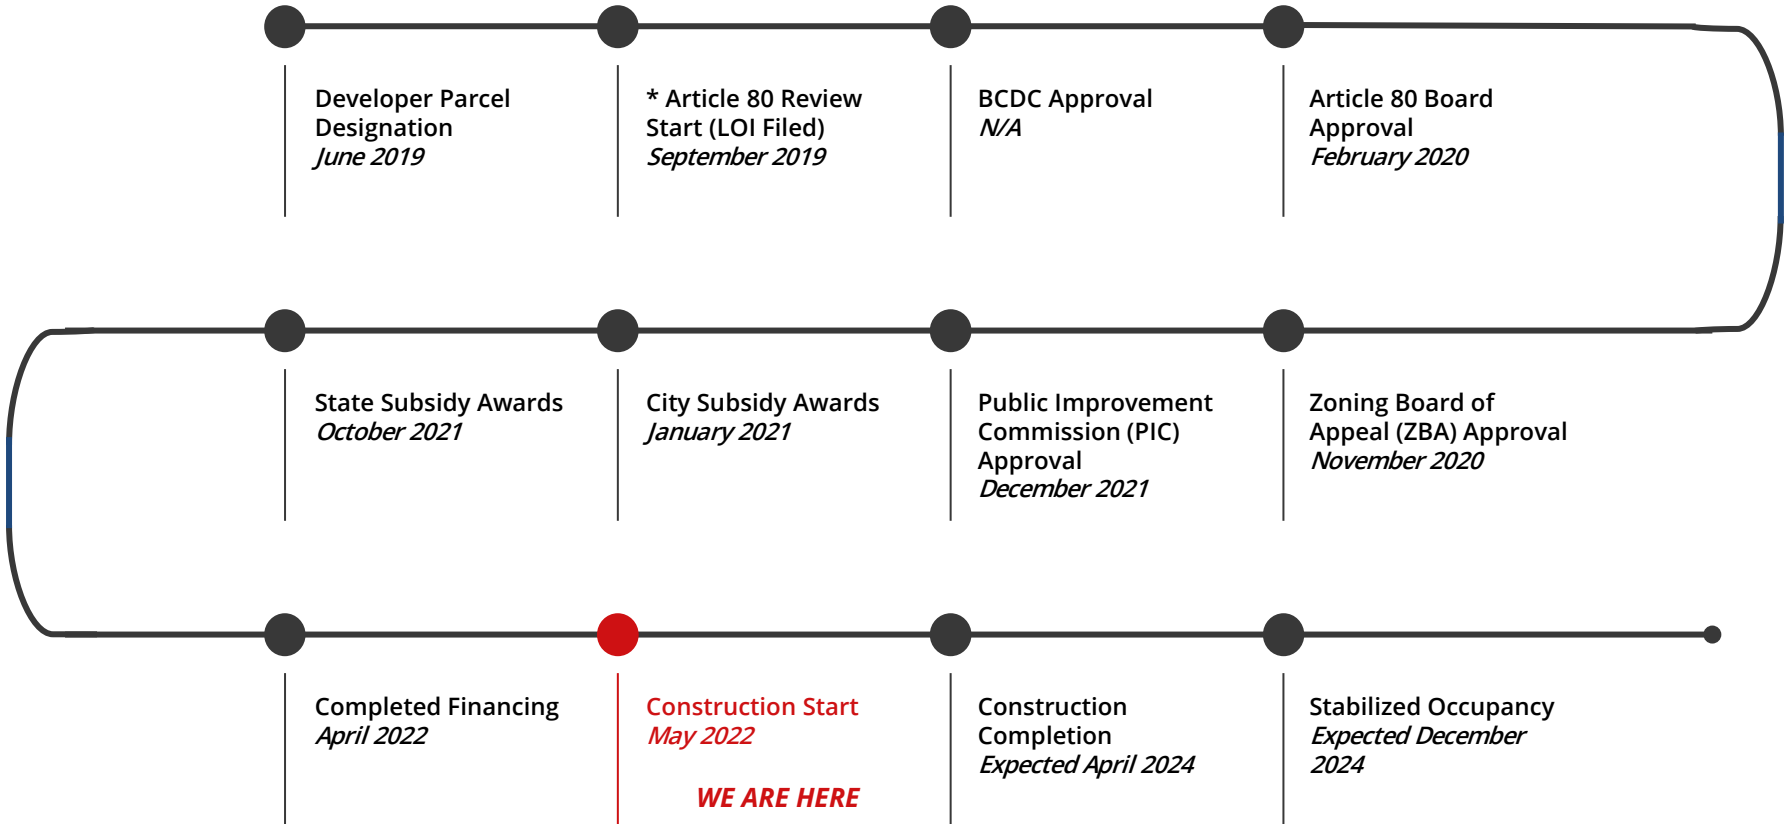 Developer Parcel
Designation
June 2019
* Article 80 Review
Start (LOI Filed)
September 2019
BCDC Approval
N/A
Article 80 Board
Approval
February 2020
State Subsidy Awards
October 2021
City Subsidy Awards
January 2021
Public Improvement
Commission (PIC)
Approval
December 2021
Zoning Board of
Appeal (ZBA) Approval
November 2020
Completed Financing
April 2022
Construction Start
May 2022
WE ARE HERE
Construction
Completion
Expected April 2024
Stabilized Occupancy
Expected December
2024